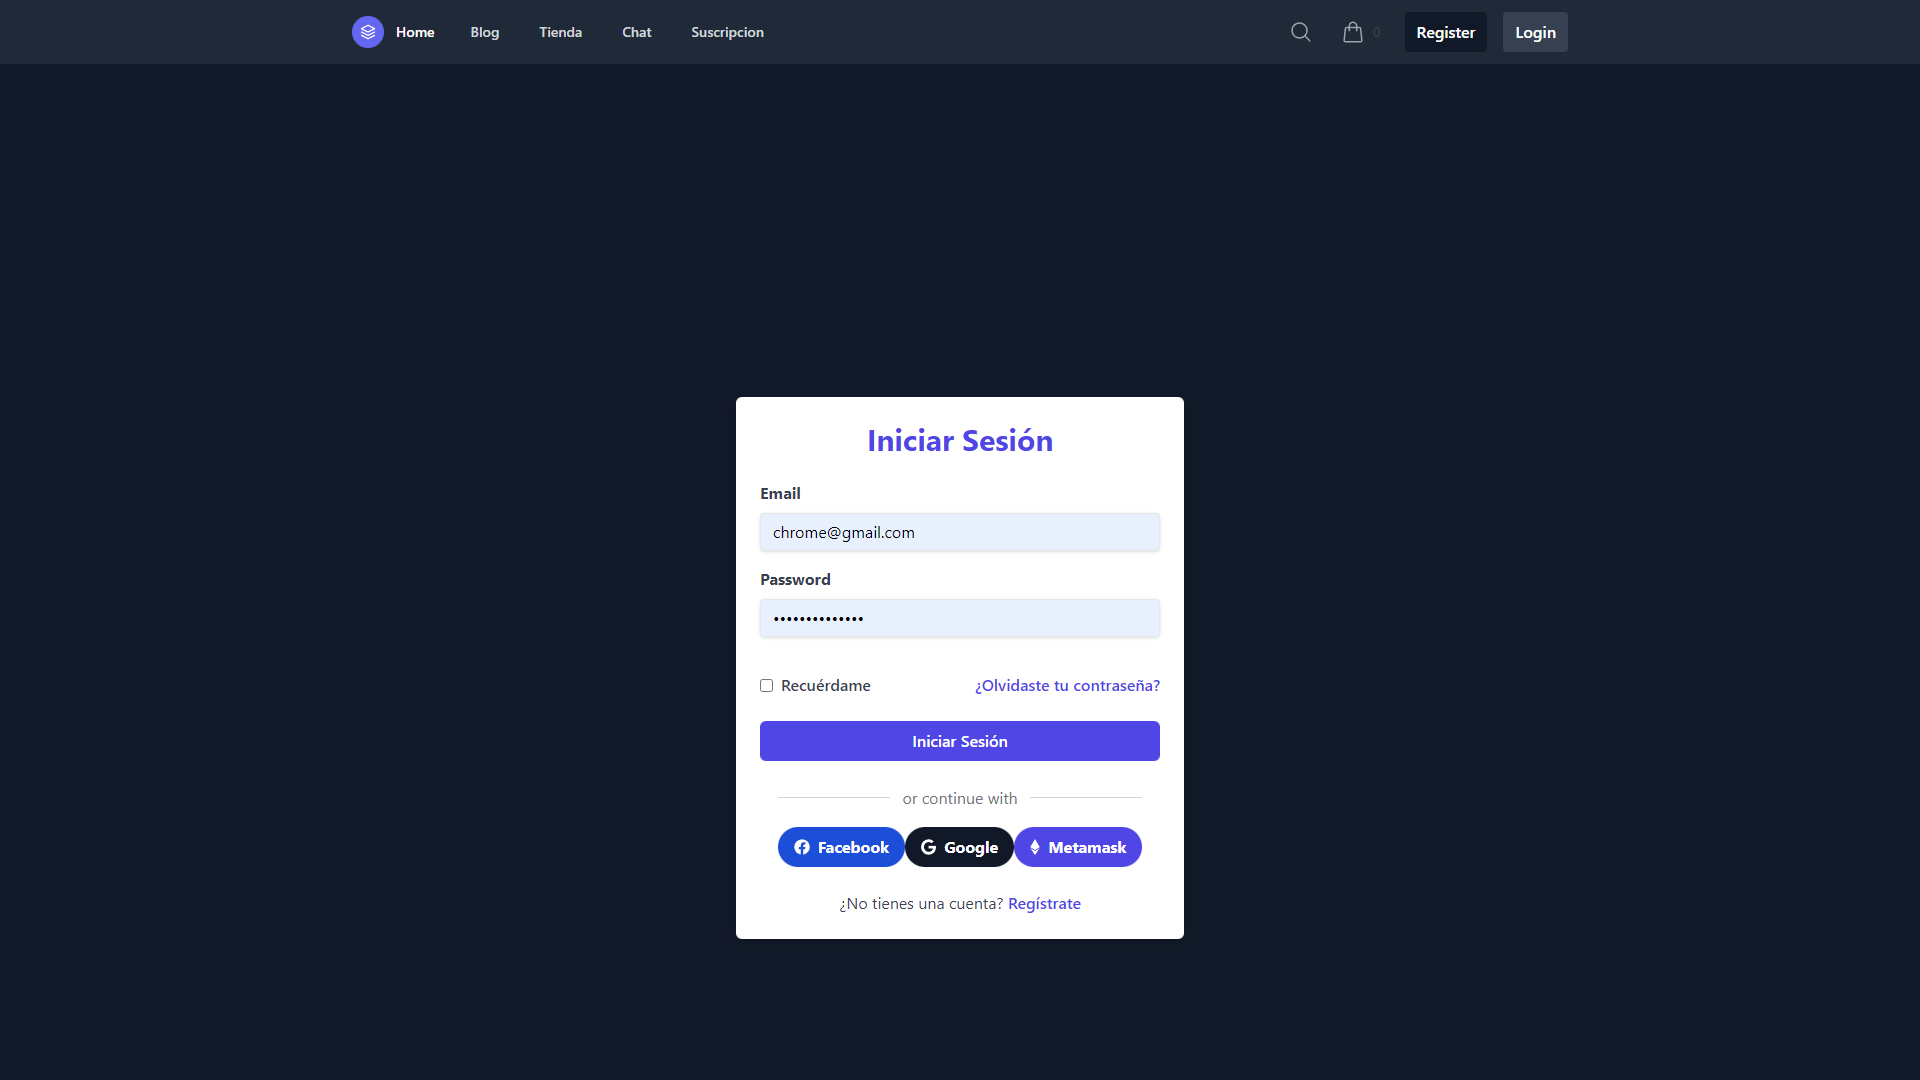 Home Blog Tienda Chat Suscripcion 0 Register Login
Iniciar Sesión
Email
chrome@gmail.com
Password
••••••••••••••
Recuérdame ¿Olvidaste tu contraseña?
Iniciar Sesión
or continue with
Facebook Google Metamask
¿No tienes una cuenta? Regístrate